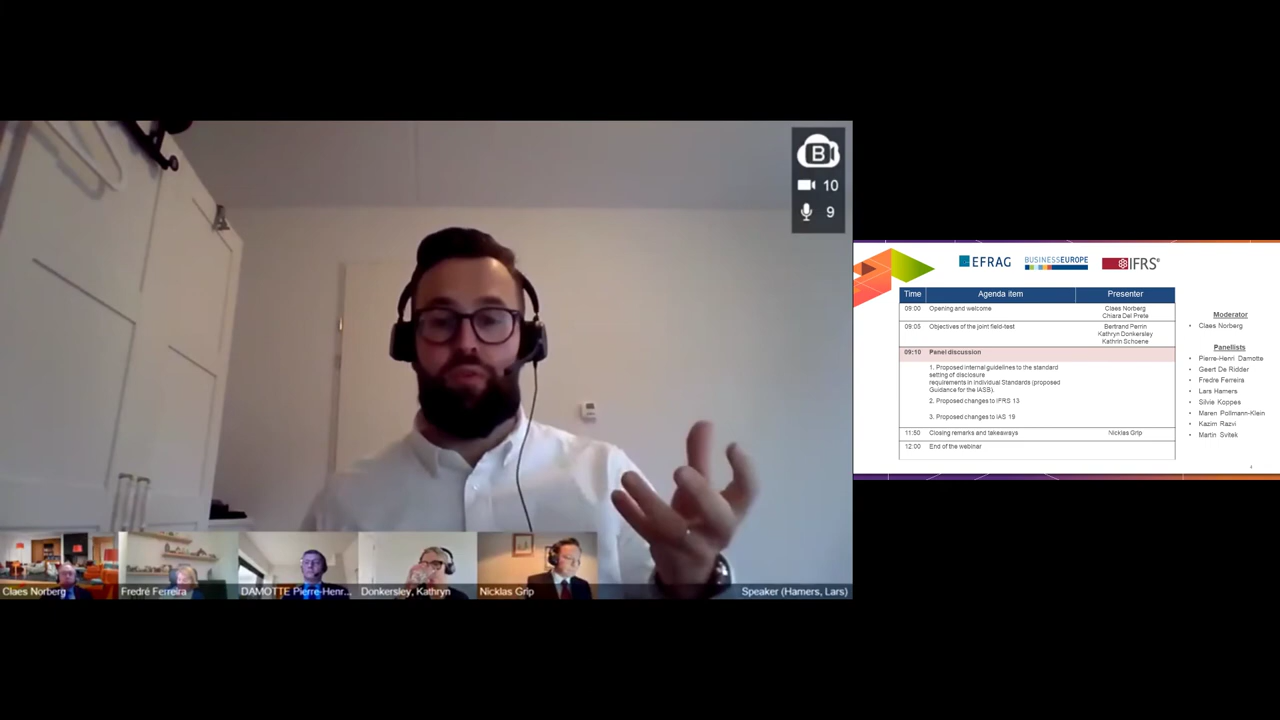 B
10
9
Claes Norberg
Fredré Ferreira
DAMOTTE Pierre-Henr...
Donkersley, Kathryn
Nicklas Grip
Speaker (Hamers, Lars)
EFRAG
BUSINESSEUROPE
IFRS®
Time Agenda item Presenter
09:00 Opening and welcome Claes Norberg
Chiara Del Prete
09:05 Objectives of the joint field-test Bertrand Perrin
Kathryn Donkersley
Kathrin Schoene
09:10 Panel discussion
1. Proposed internal guidelines to the standard
setting of disclosure
requirements in individual Standards (proposed
Guidance for the IASB).
2. Proposed changes to IFRS 13
3. Proposed changes to IAS 19
11:50 Closing remarks and takeaways Nicklas Grip
12:00 End of the webinar
Moderator
• Claes Norberg
Panellists
• Pierre-Henri Damotte
• Geert De Ridder
• Fredre Ferreira
• Lars Hamers
• Silvie Koppes
• Maren Pollmann-Klein
• Kazim Razvi
• Martin Svitek